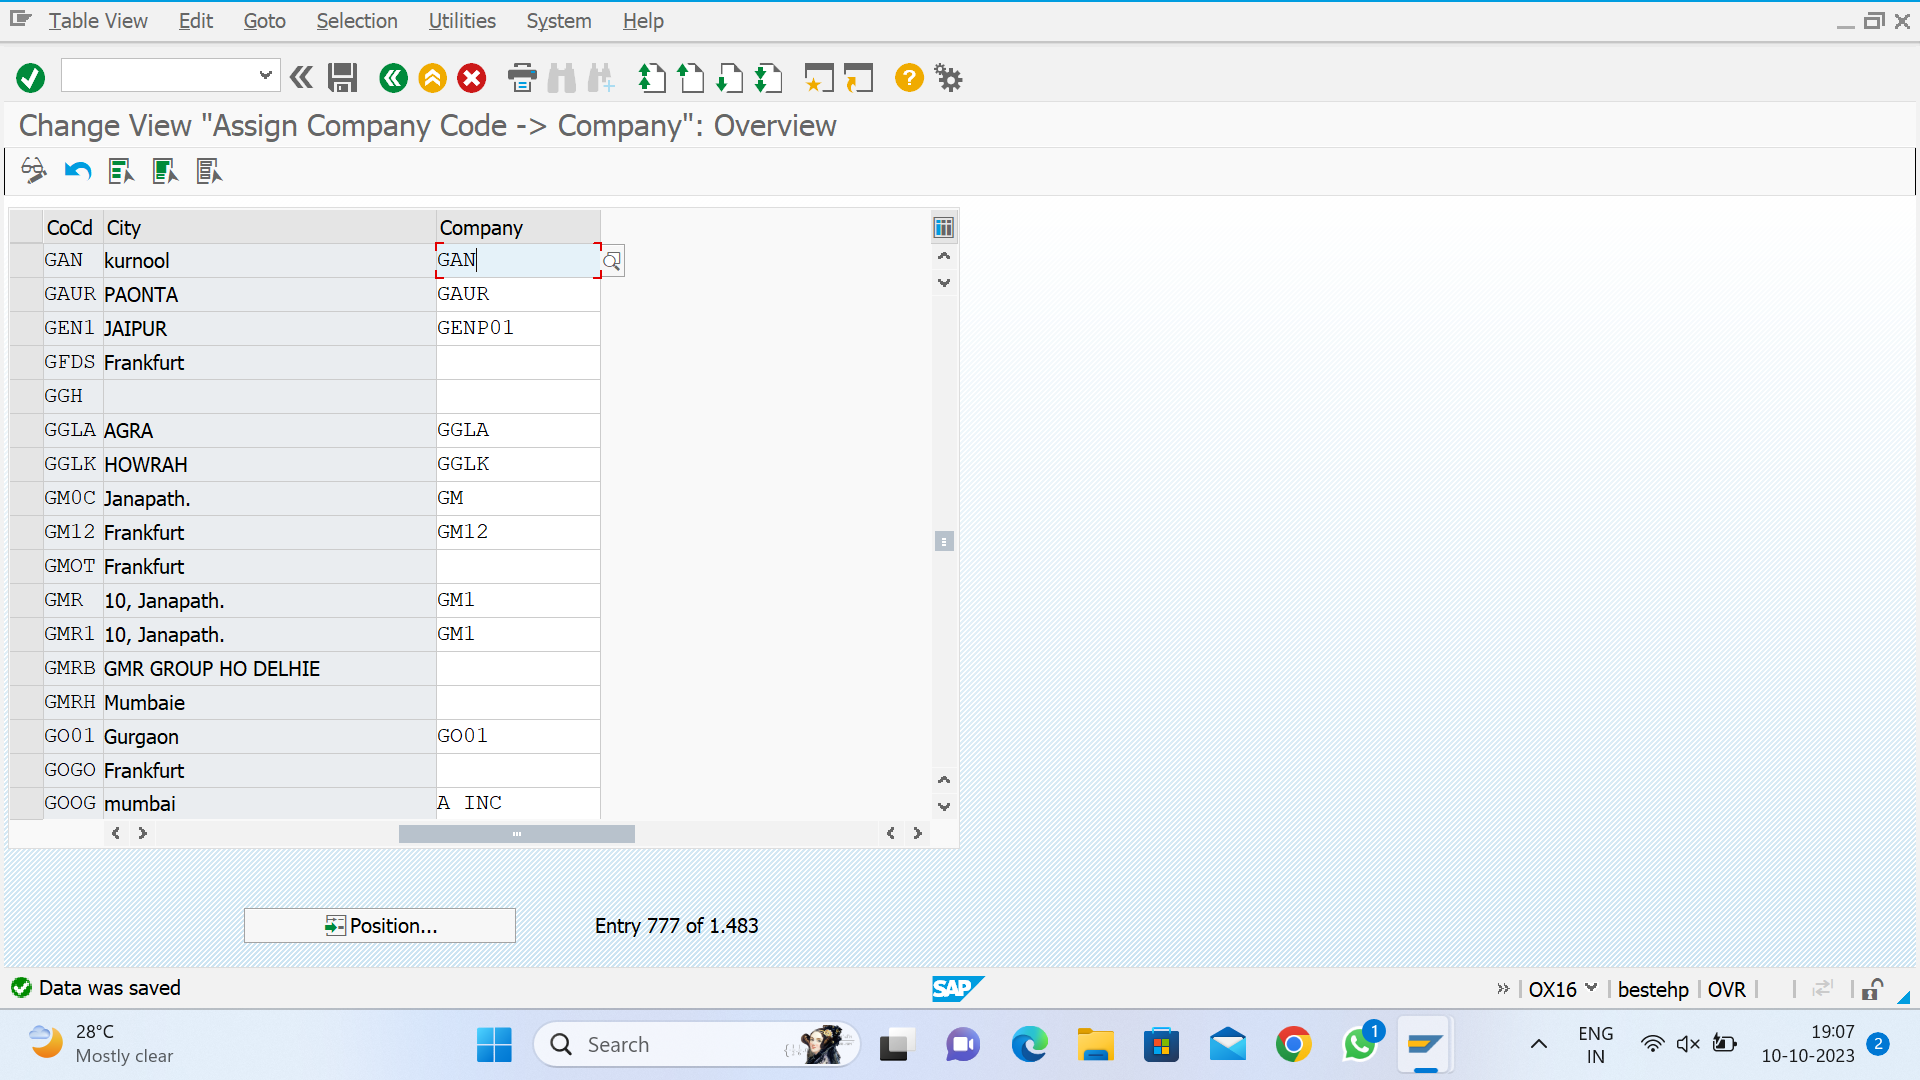 Table View Edit Goto Selection Utilities System Help
Change View "Assign Company Code -> Company": Overview
CoCd City Company
GAN kurnool GAN
GAUR PAONTA GAUR
GEN1 JAIPUR GENP01
GFDS Frankfurt
GGH
GGLA AGRA GGLA
GGLK HOWRAH GGLK
GM0C Janapath. GM
GM12 Frankfurt GM12
GMOT Frankfurt
GMR 10, Janapath. GM1
GMR1 10, Janapath. GM1
GMRB GMR GROUP HO DELHIE
GMRH Mumbaie
GO01 Gurgaon GO01
GOGO Frankfurt
GOOG mumbai A INC
Position... Entry 777 of 1.483
Data was saved SAP OX16 bestehp OVR
28°C
Mostly clear
Search
1
ENG
IN
19:07
10-10-2023
2